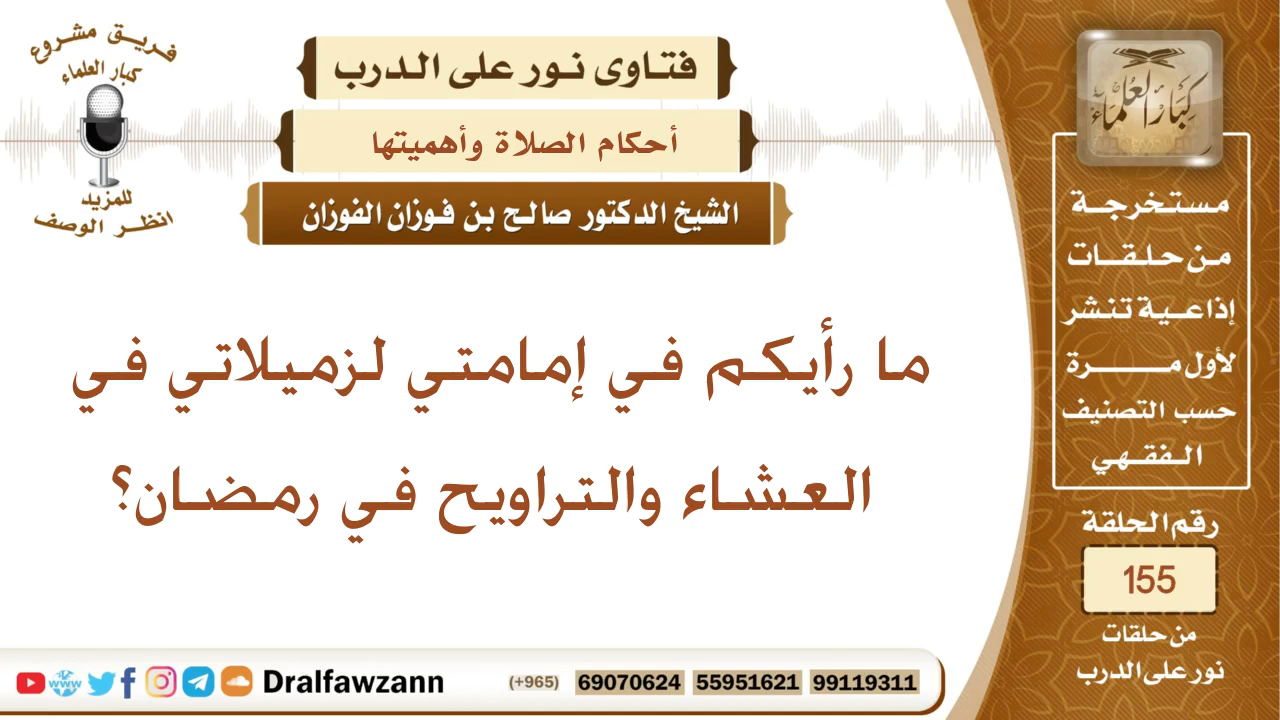 فريق مشروع
كبار العلماء
للمزيد
انظر الوصف
فتاوى نور على الدرب
أحكام الصلاة وأهميتها
الشيخ الدكتور صالح بن فوزان الفوزان
ما رأيكم في إمامتي لزميلاتي في
العشاء والتراويح في رمضان؟
كبار العلماء
مستخرجة
من حلقات
إذاعية تنشر
لأول مرة
حسب التصنيف
الفقهي
رقم الحلقة
155
من حلقات
نور على الدرب
www
Dralfawzann (+965) 69070624 55951621 99119311